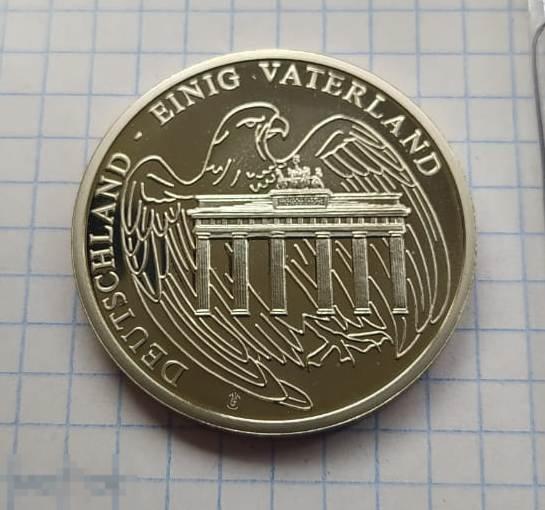 DEUTSCHLAND - EINIG VATERLAND